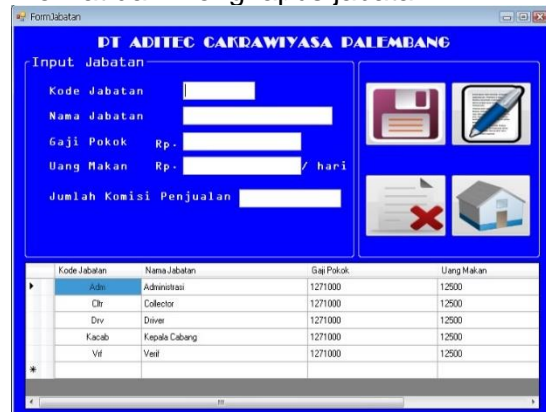 FormJabatan
PT ADITEC CAKRAWIYASA PALEMBANG
Input Jabatan
Kode Jabatan
Nama Jabatan
Gaji Pokok Rp.
Uang Makan Rp. / hari
Jumlah Komisi Penjualan
Kode Jabatan Nama Jabatan Gaji Pokok Uang Makan
Adm Administrasi 1271000 12500
Cltr Collector 1271000 12500
Drv Driver 1271000 12500
Kacab Kepala Cabang 1271000 12500
Vrf Verif 1271000 12500